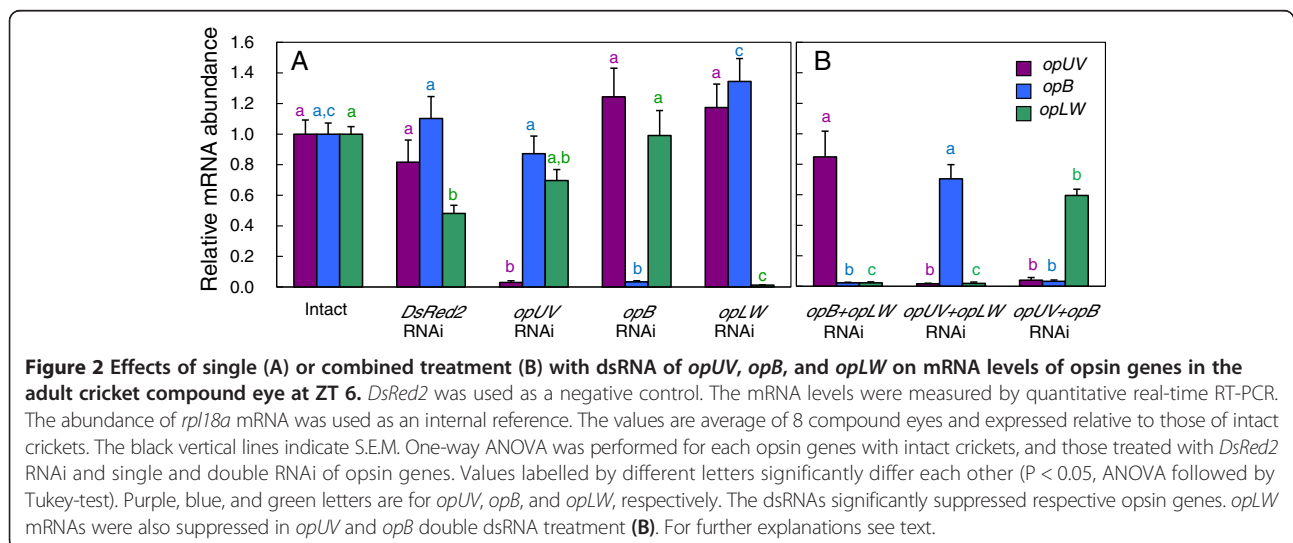 A
B
Relative mRNA abundance
1.6
1.4
1.2
1.0
0.8
0.6
0.4
0.2
0.0
a a,c a
a a b
b a a,b
a b a
a c c
a b c
b a c
b b b
opUV
opB
opLW
Intact DsRed2 opUV opB opLW opB+opLW opUV+opLW opUV+opB
RNAi RNAi RNAi RNAi RNAi RNAi RNAi
Figure 2 Effects of single (A) or combined treatment (B) with dsRNA of opUV, opB, and opLW on mRNA levels of opsin genes in the
adult cricket compound eye at ZT 6. DsRed2 was used as a negative control. The mRNA levels were measured by quantitative real-time RT-PCR.
The abundance of rpl18a mRNA was used as an internal reference. The values are average of 8 compound eyes and expressed relative to those of intact
crickets. The black vertical lines indicate S.E.M. One-way ANOVA was performed for each opsin genes with intact crickets, and those treated with DsRed2
RNAi and single and double RNAi of opsin genes. Values labelled by different letters significantly differ each other (P < 0.05, ANOVA followed by
Tukey-test). Purple, blue, and green letters are for opUV, opB, and opLW, respectively. The dsRNAs significantly suppressed respective opsin genes. opLW
mRNAs were also suppressed in opUV and opB double dsRNA treatment (B). For further explanations see text.